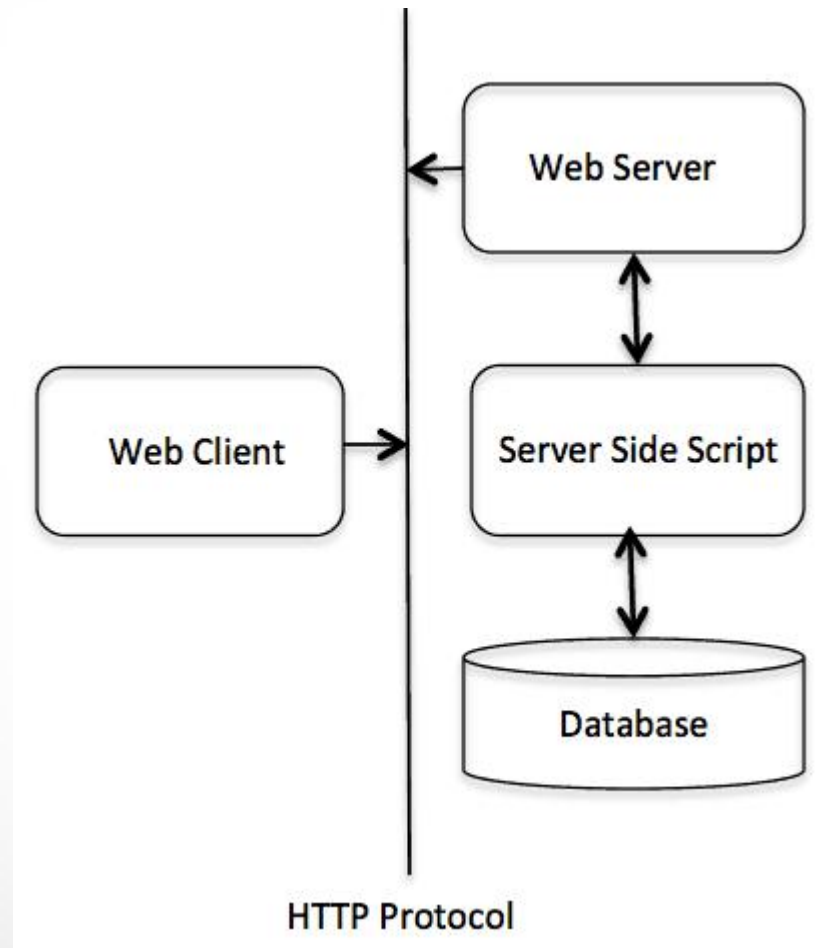 Web Server
Web Client
Server Side Script
Database
HTTP Protocol